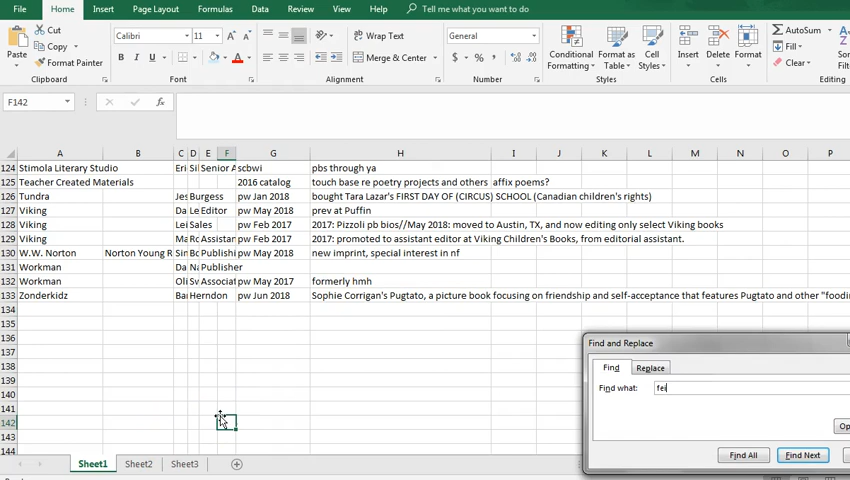 File Home Insert Page Layout Formulas Data Review View Help Tell me what you want to do
Cut Calibri 11 A A Wrap Text General AutoSum
Paste Copy Format Painter B I U A Merge & Center $ % , Conditional Formatting Format as Table Cell Styles Insert Delete Format Fill Clear
Clipboard Font Alignment Number Styles Cells Editing
F142 fx
A B C D E F G H I J K L M N O P
124 Stimola Literary Studio Eri Si Senior A scbwi pbs through ya
125 Teacher Created Materials 2016 catalog touch base re poetry projects and others affix poems?
126 Tundra Jes Burgess pw Jan 2018 bought Tara Lazar's FIRST DAY OF (CIRCUS) SCHOOL (Canadian children's rights)
127 Viking Da Le Editor pw May 2018 prev at Puffin
128 Viking Lei Sales pw Feb 2017 2017: Pizzoli pb bios//May 2018: moved to Austin, TX, and now editing only select Viking books
129 Viking Ma Ro Assistan pw Feb 2017 2017: promoted to assistant editor at Viking Children's Books, from editorial assistant.
130 W.W. Norton Norton Young R Si Bo Publishi pw May 2018 new imprint, special interest in nf
131 Workman Da Na Publisher
132 Workman Oli Sv Associat pw May 2017 formerly hmh
133 Zonderkidz Ba Herndon pw Jun 2018 Sophie Corrigan's Pugtato, a picture book focusing on friendship and self-acceptance that features Pugtato and other "foodin
134
135
136
137
138
139
140
141
142
143
144
Find and Replace
Find Replace
Find what: fei
Op
Find All Find Next
Sheet1 Sheet2 Sheet3